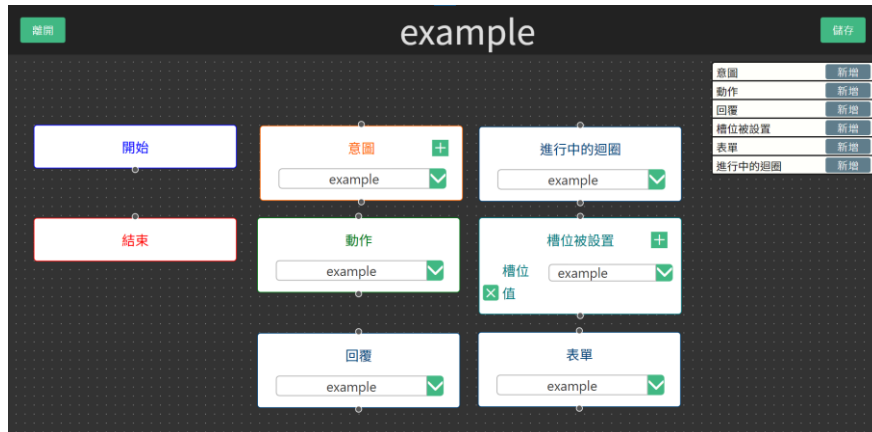 離開
example
儲存
意圖 新增
動作 新增
回覆 新增
槽位被設置 新增
表單 新增
進行中的迴圈 新增
開始
意圖
example
進行中的迴圈
example
結束
動作
example
槽位被設置
槽位 example
值
回覆
example
表單
example